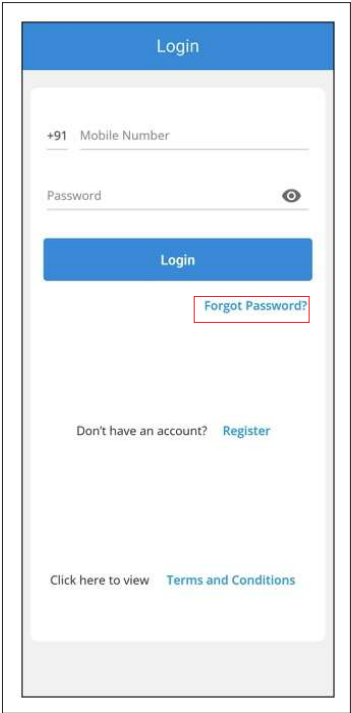 Login
+91 Mobile Number
Password
Login
Forgot Password?
Don't have an account? Register
Click here to view Terms and Conditions